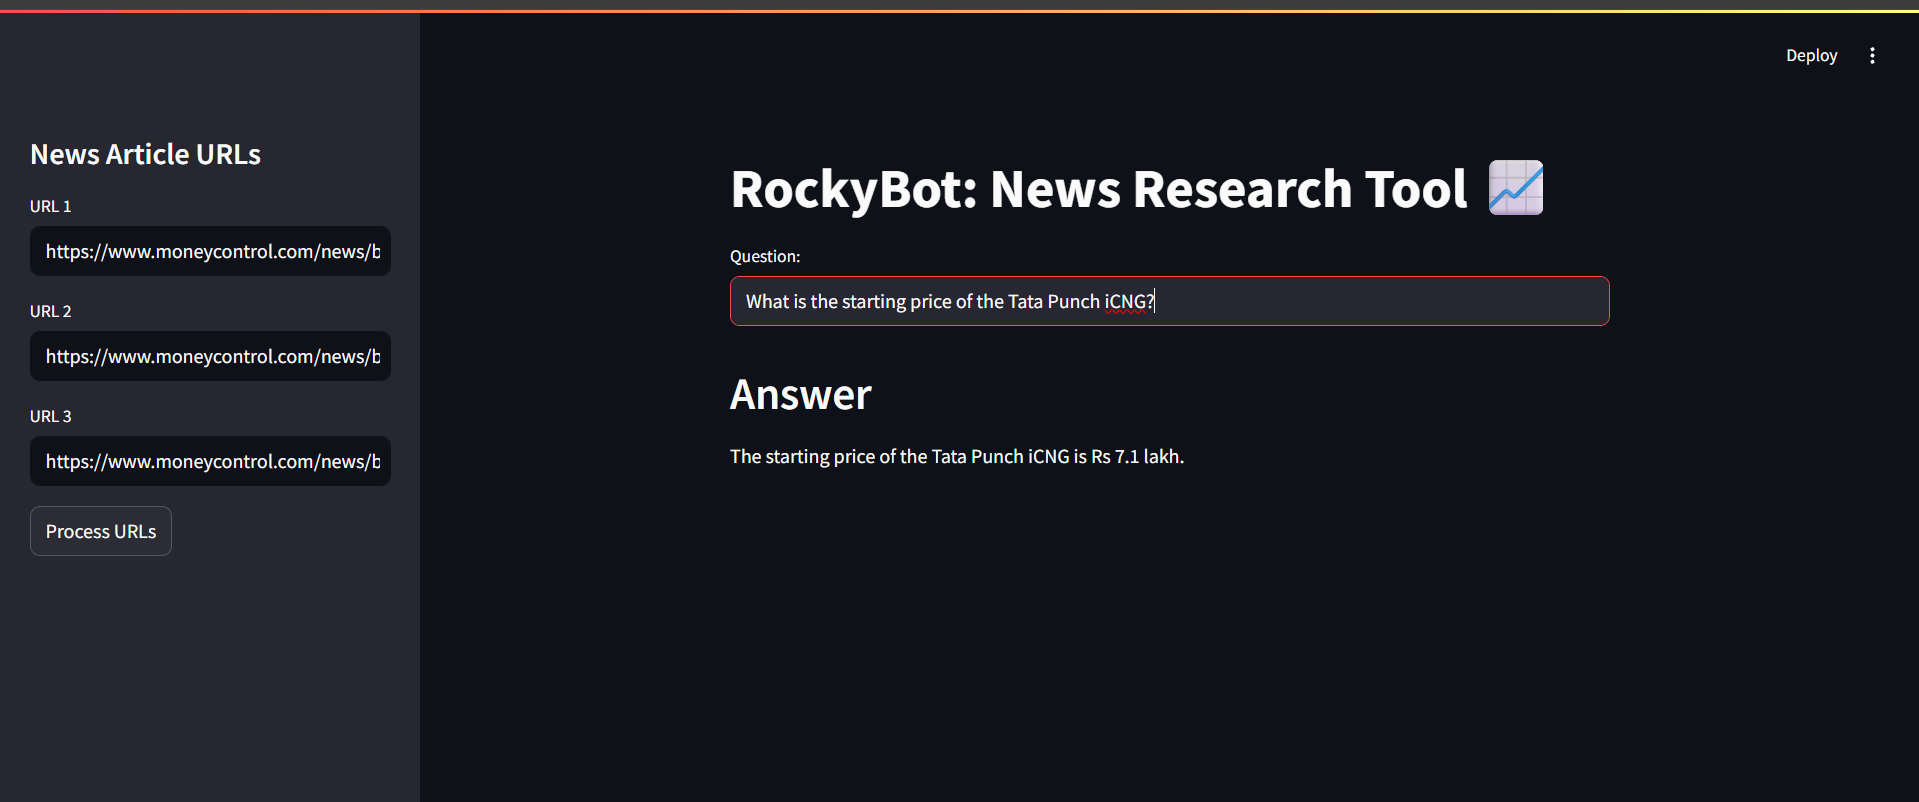 Deploy
News Article URLs
URL 1
https://www.moneycontrol.com/news/b
URL 2
https://www.moneycontrol.com/news/b
URL 3
https://www.moneycontrol.com/news/b
Process URLs
RockyBot: News Research Tool 📈
Question:
What is the starting price of the Tata Punch iCNG?
Answer
The starting price of the Tata Punch iCNG is Rs 7.1 lakh.